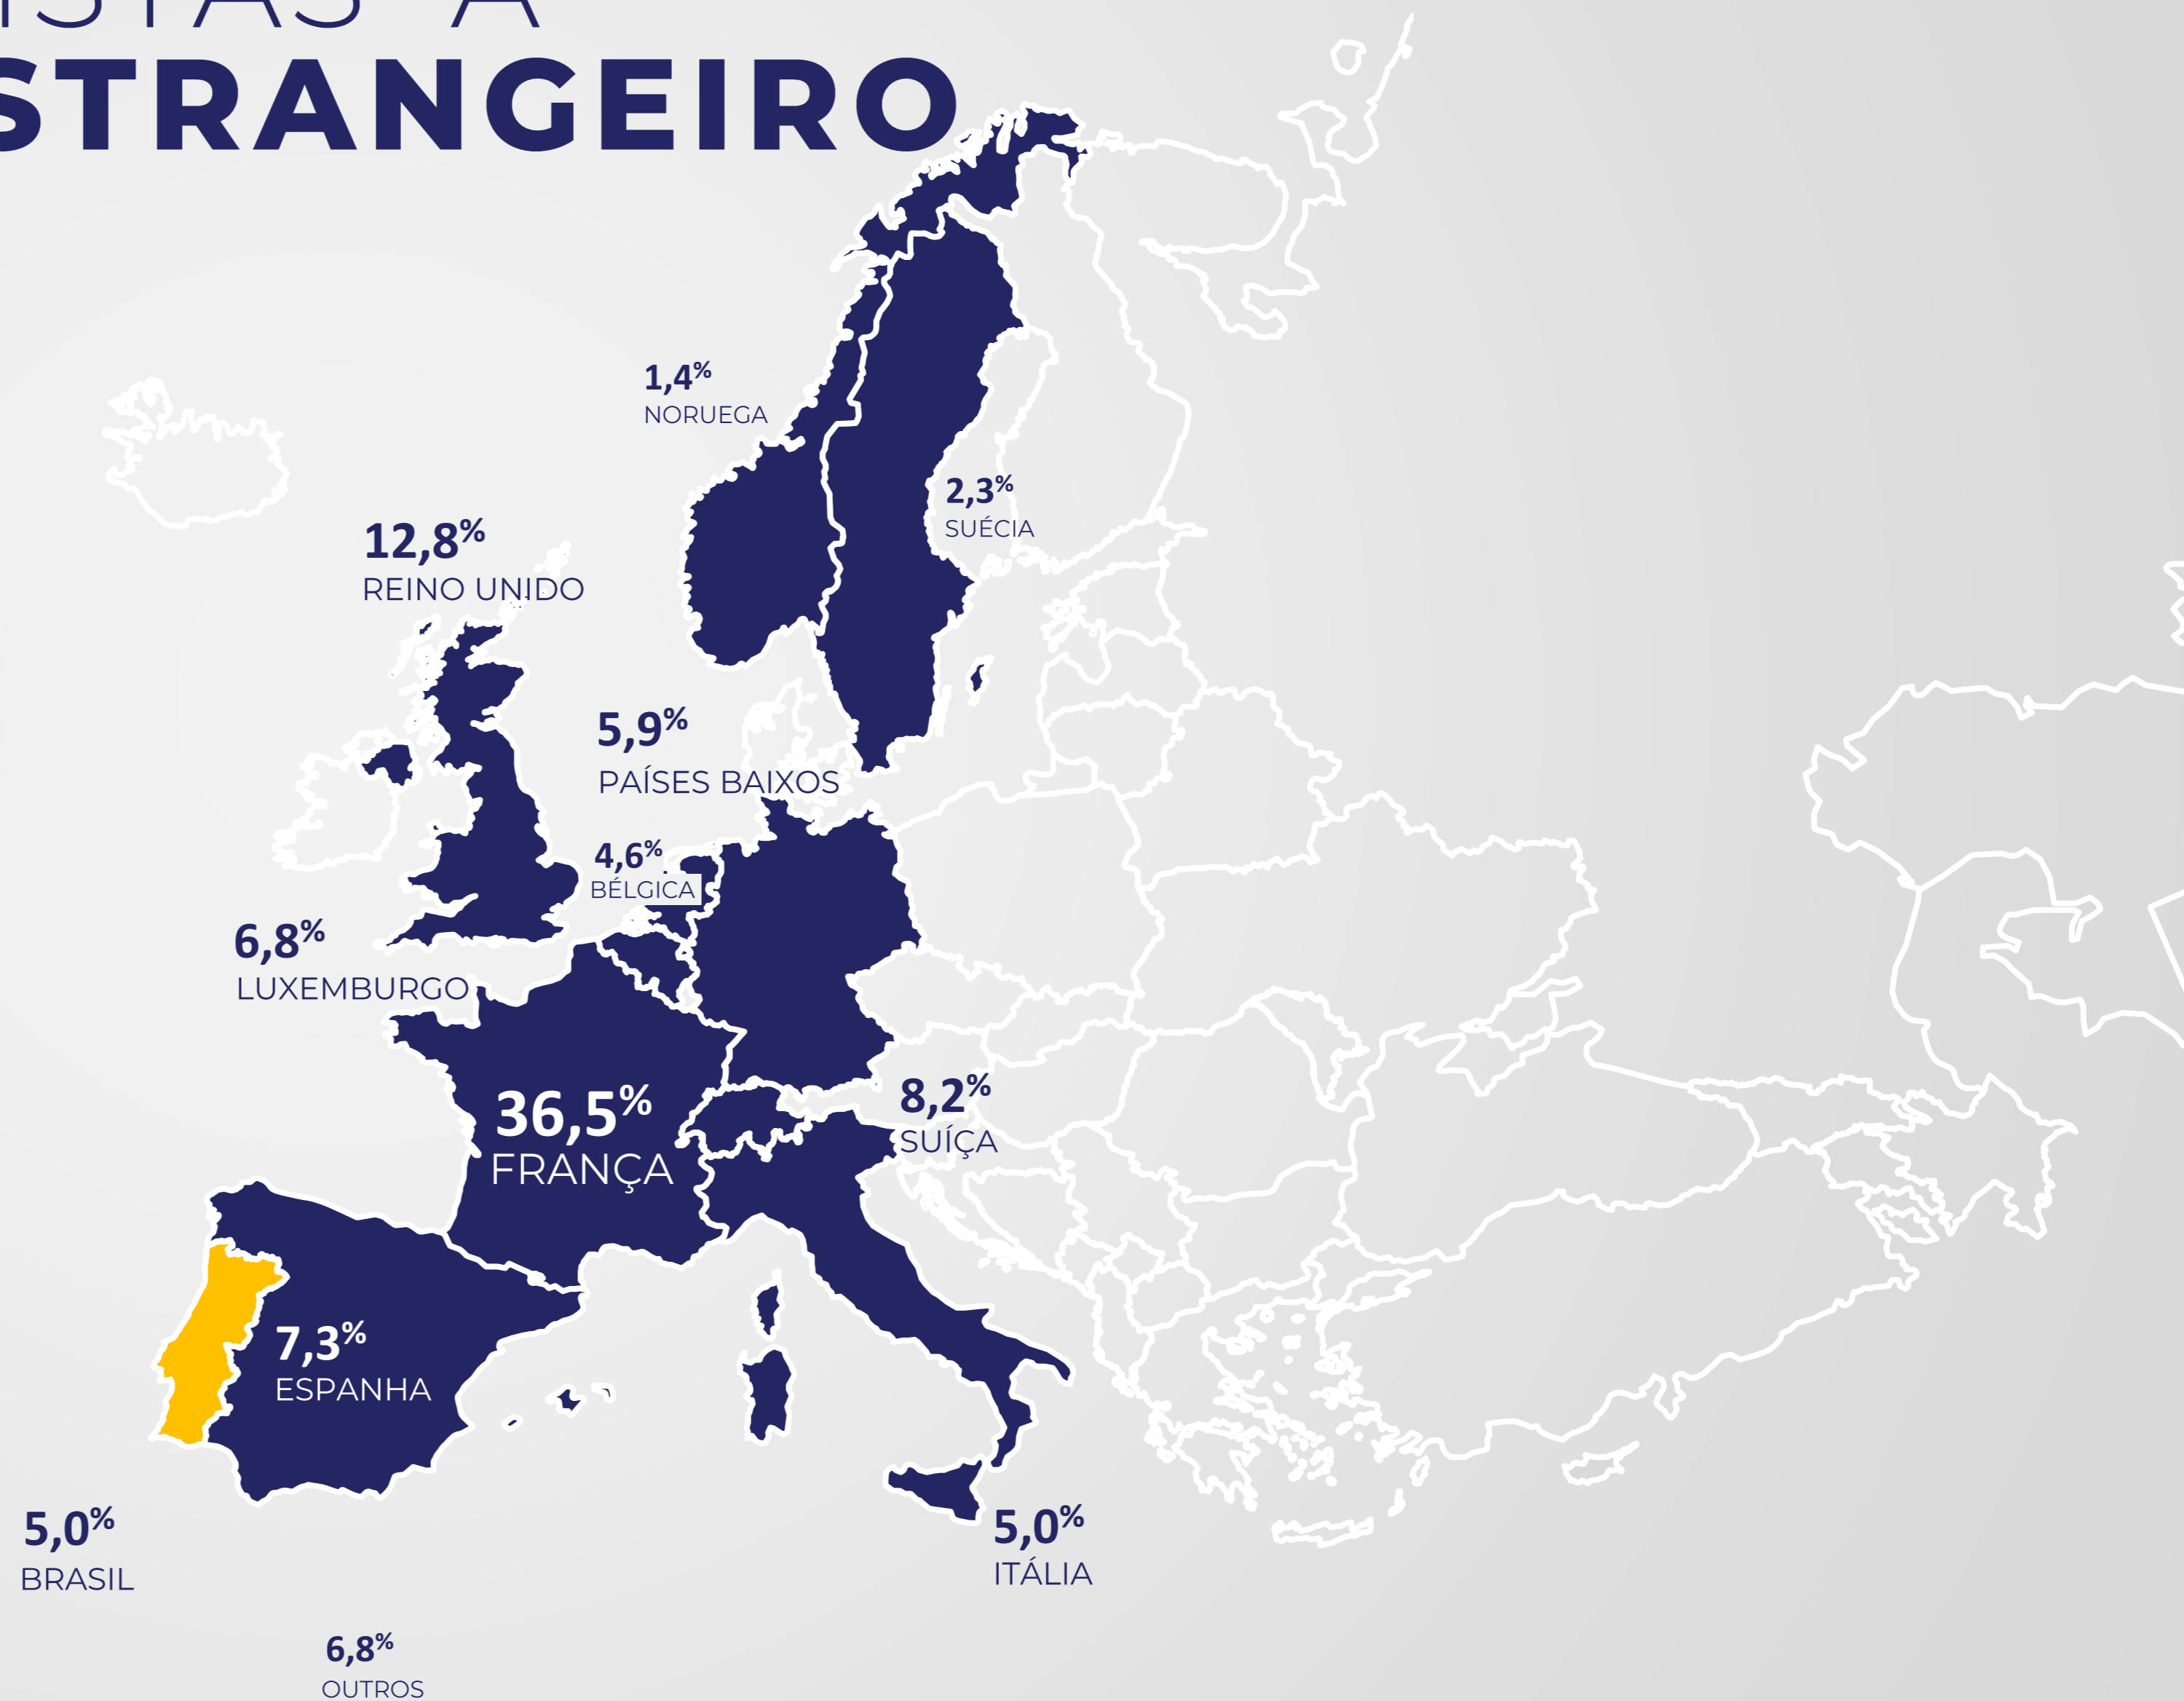 STRANGEIRO
1,4%
NORUEGA
2,3%
SUÉCIA
12,8%
REINO UNIDO
5,9%
PAÍSES BAIXOS
4,6%
BÉLGICA
6,8%
LUXEMBURGO
36,5%
FRANÇA
8,2%
SUÍÇA
7,3%
ESPANHA
5,0%
BRASIL
5,0%
ITÁLIA
6,8%
OUTROS